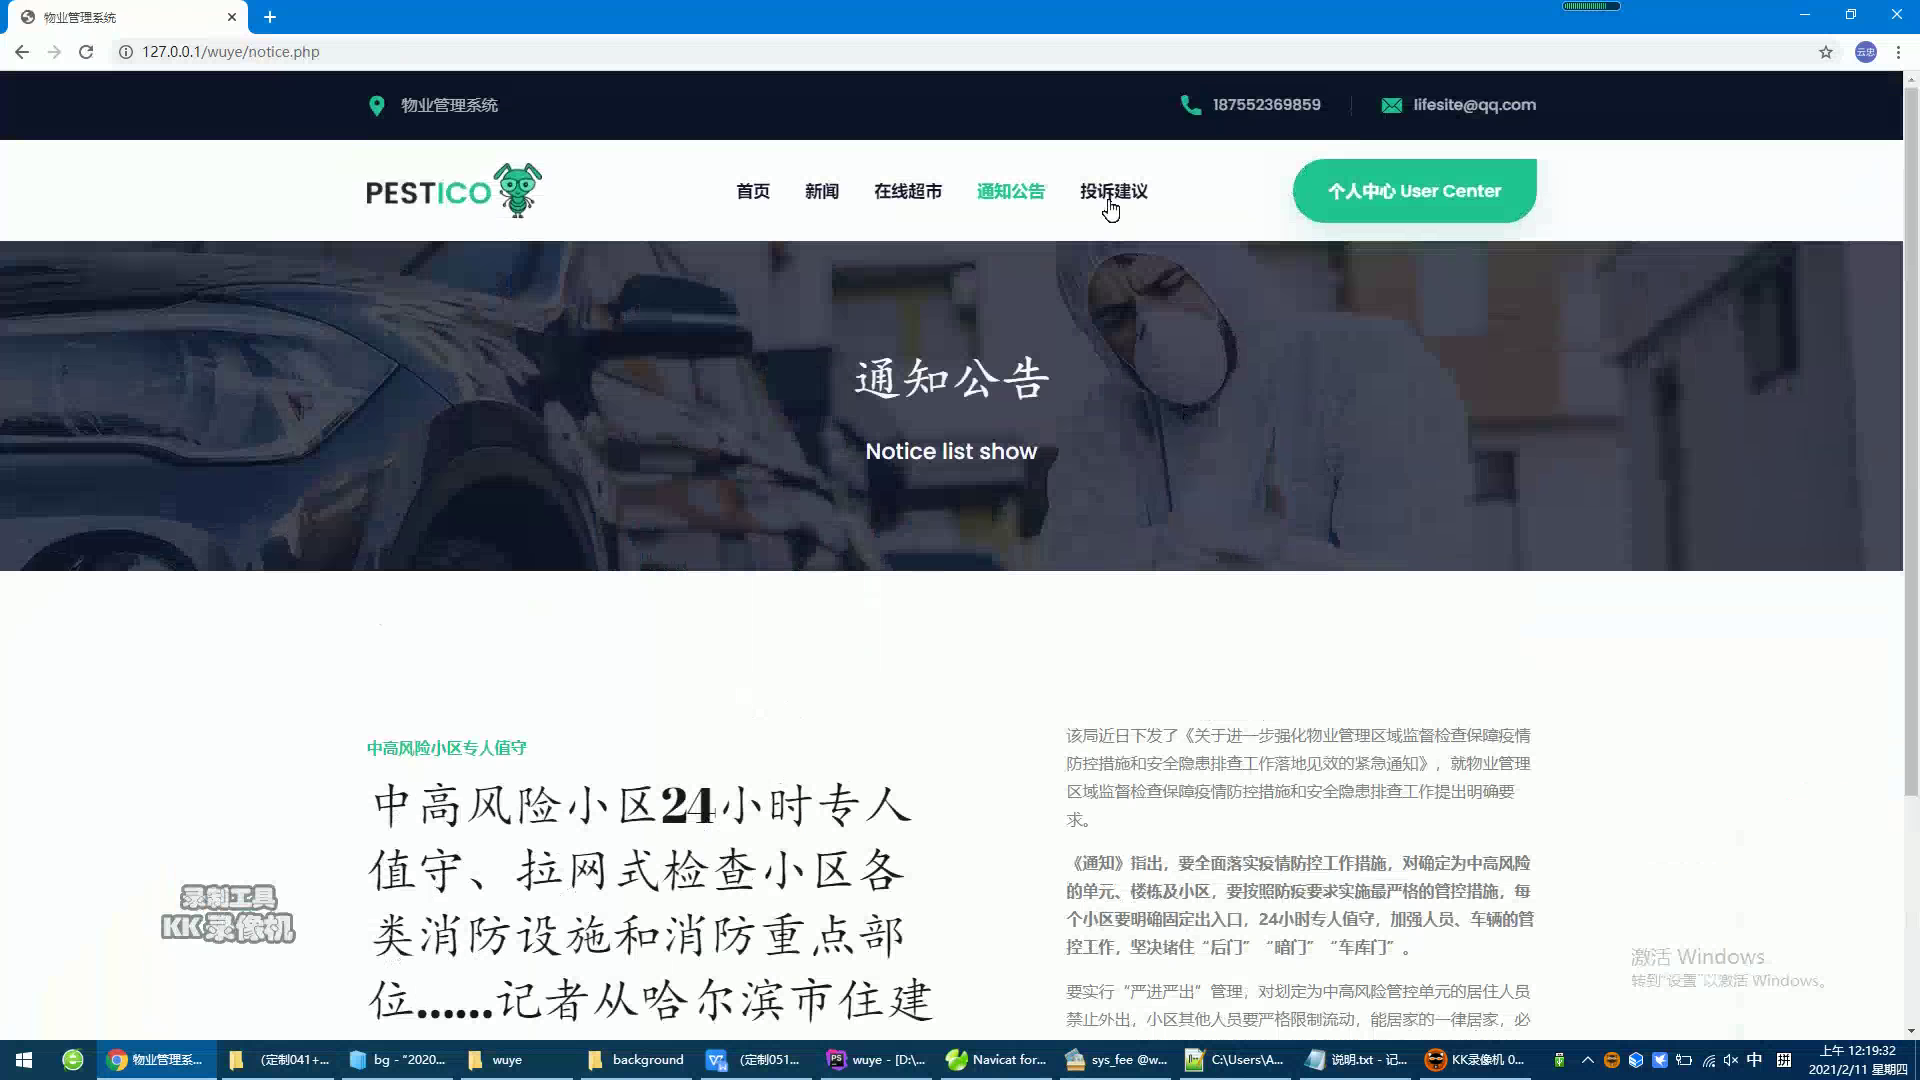 物业管理系统
127.0.0.1/wuye/notice.php
云忠
物业管理系统
187552369859
lifesite@qq.com
PESTICO
首页
新闻
在线超市
通知公告
投诉建议
个人中心 User Center
通知公告
Notice list show
中高风险小区专人值守
中高风险小区24小时专人
值守、拉网式检查小区各
类消防设施和消防重点部
位......记者从哈尔滨市住建
该局近日下发了《关于进一步强化物业管理区域监督检查保障疫情
防控措施和安全隐患排查工作落地见效的紧急通知》，就物业管理
区域监督检查保障疫情防控措施和安全隐患排查工作提出明确要
求。
《通知》指出，要全面落实疫情防控工作措施，对确定为中高风险
的单元、楼栋及小区，要按照防疫要求实施最严格的管控措施，每
个小区要明确固定出入口，24小时专人值守，加强人员、车辆的管
控工作，坚决堵住“后门”“暗门”“车库门”。
要实行“严进严出”管理，对划定为中高风险管控单元的居住人员
禁止外出，小区其他人员要严格限制流动，能居家的一律居家，必
录制工具
KK录像机
激活 Windows
转到“设置”以激活 Windows。
物业管理系...
(定制041+...
bg - “2020...
wuye
background
(定制051...
wuye - [D:\...
Navicat for...
sys_fee @w...
C:\Users\A...
说明.txt - 记...
KK录像机 0...
中
拼
上午 12:19:32
2021/2/11 星期四